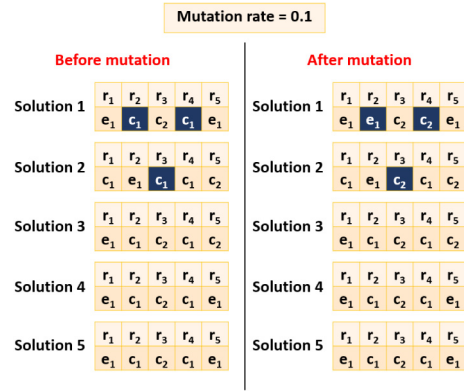 Mutation rate = 0.1
Before mutation
Solution 1
r₁ r₂ r₃ r₄ r₅
e₁ c₁ c₂ c₁ e₁
Solution 2
r₁ r₂ r₃ r₄ r₅
c₁ e₁ c₁ c₁ c₂
Solution 3
r₁ r₂ r₃ r₄ r₅
e₁ c₁ c₁ c₁ c₂
Solution 4
r₁ r₂ r₃ r₄ r₅
e₁ c₁ c₂ c₁ e₁
Solution 5
r₁ r₂ r₃ r₄ r₅
e₁ c₁ c₁ c₁ e₁
After mutation
Solution 1
r₁ r₂ r₃ r₄ r₅
e₁ e₁ c₂ c₂ e₁
Solution 2
r₁ r₂ r₃ r₄ r₅
c₁ e₁ c₂ c₁ c₂
Solution 3
r₁ r₂ r₃ r₄ r₅
e₁ c₁ c₁ c₁ c₂
Solution 4
r₁ r₂ r₃ r₄ r₅
e₁ c₁ c₂ c₁ e₁
Solution 5
r₁ r₂ r₃ r₄ r₅
e₁ c₁ c₁ c₁ e₁